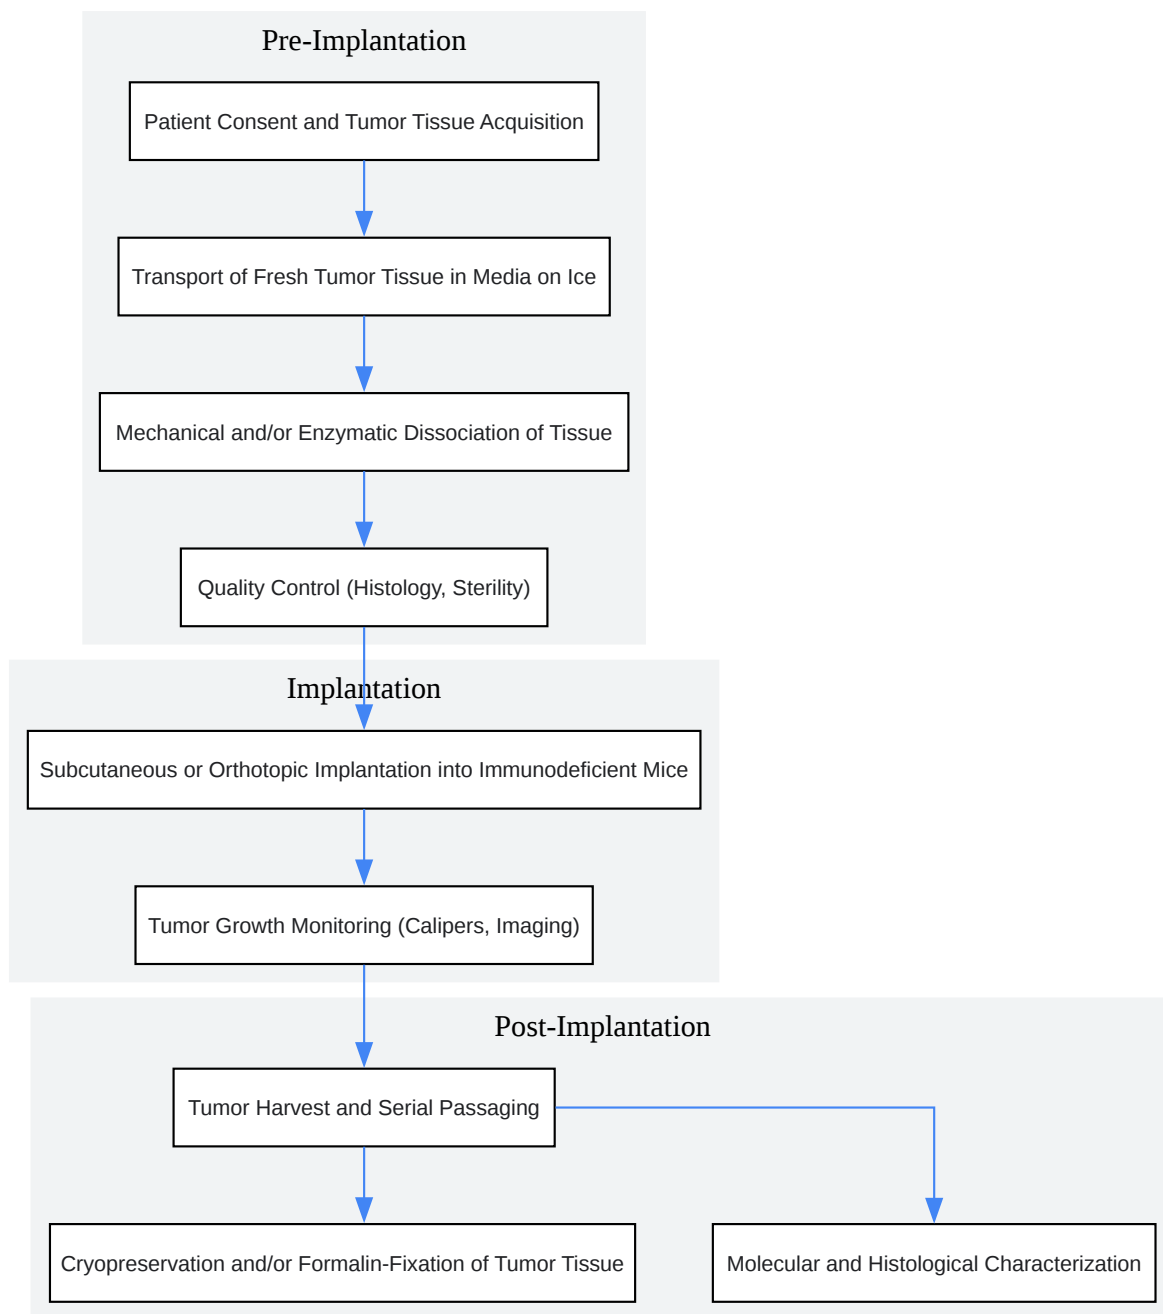 Pre-Implantation
Patient Consent and Tumor Tissue Acquisition
Transport of Fresh Tumor Tissue in Media on Ice
Mechanical and/or Enzymatic Dissociation of Tissue
Quality Control (Histology, Sterility)
Implantation
Subcutaneous or Orthotopic Implantation into Immunodeficient Mice
Tumor Growth Monitoring (Calipers, Imaging)
Post-Implantation
Tumor Harvest and Serial Passaging
Cryopreservation and/or Formalin-Fixation of Tumor Tissue
Molecular and Histological Characterization